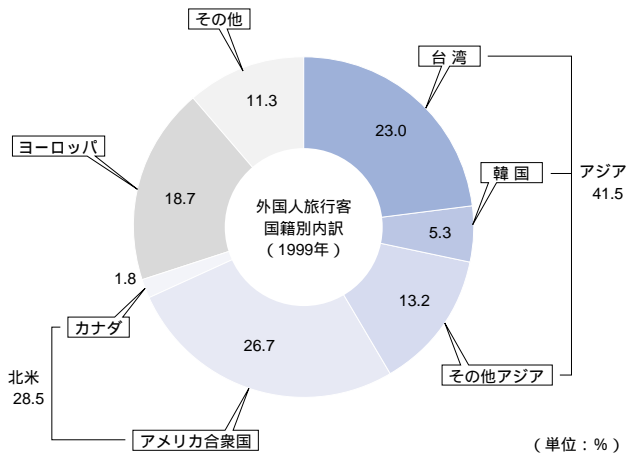 その他
台 湾
11.3
23.0
ヨーロッパ
韓 国
アジア
41.5
18.7
外国人旅行客
国籍別内訳
（1999年）
5.3
1.8
13.2
カナダ
26.7
その他アジア
北米
28.5
アメリカ合衆国
（単位：％）